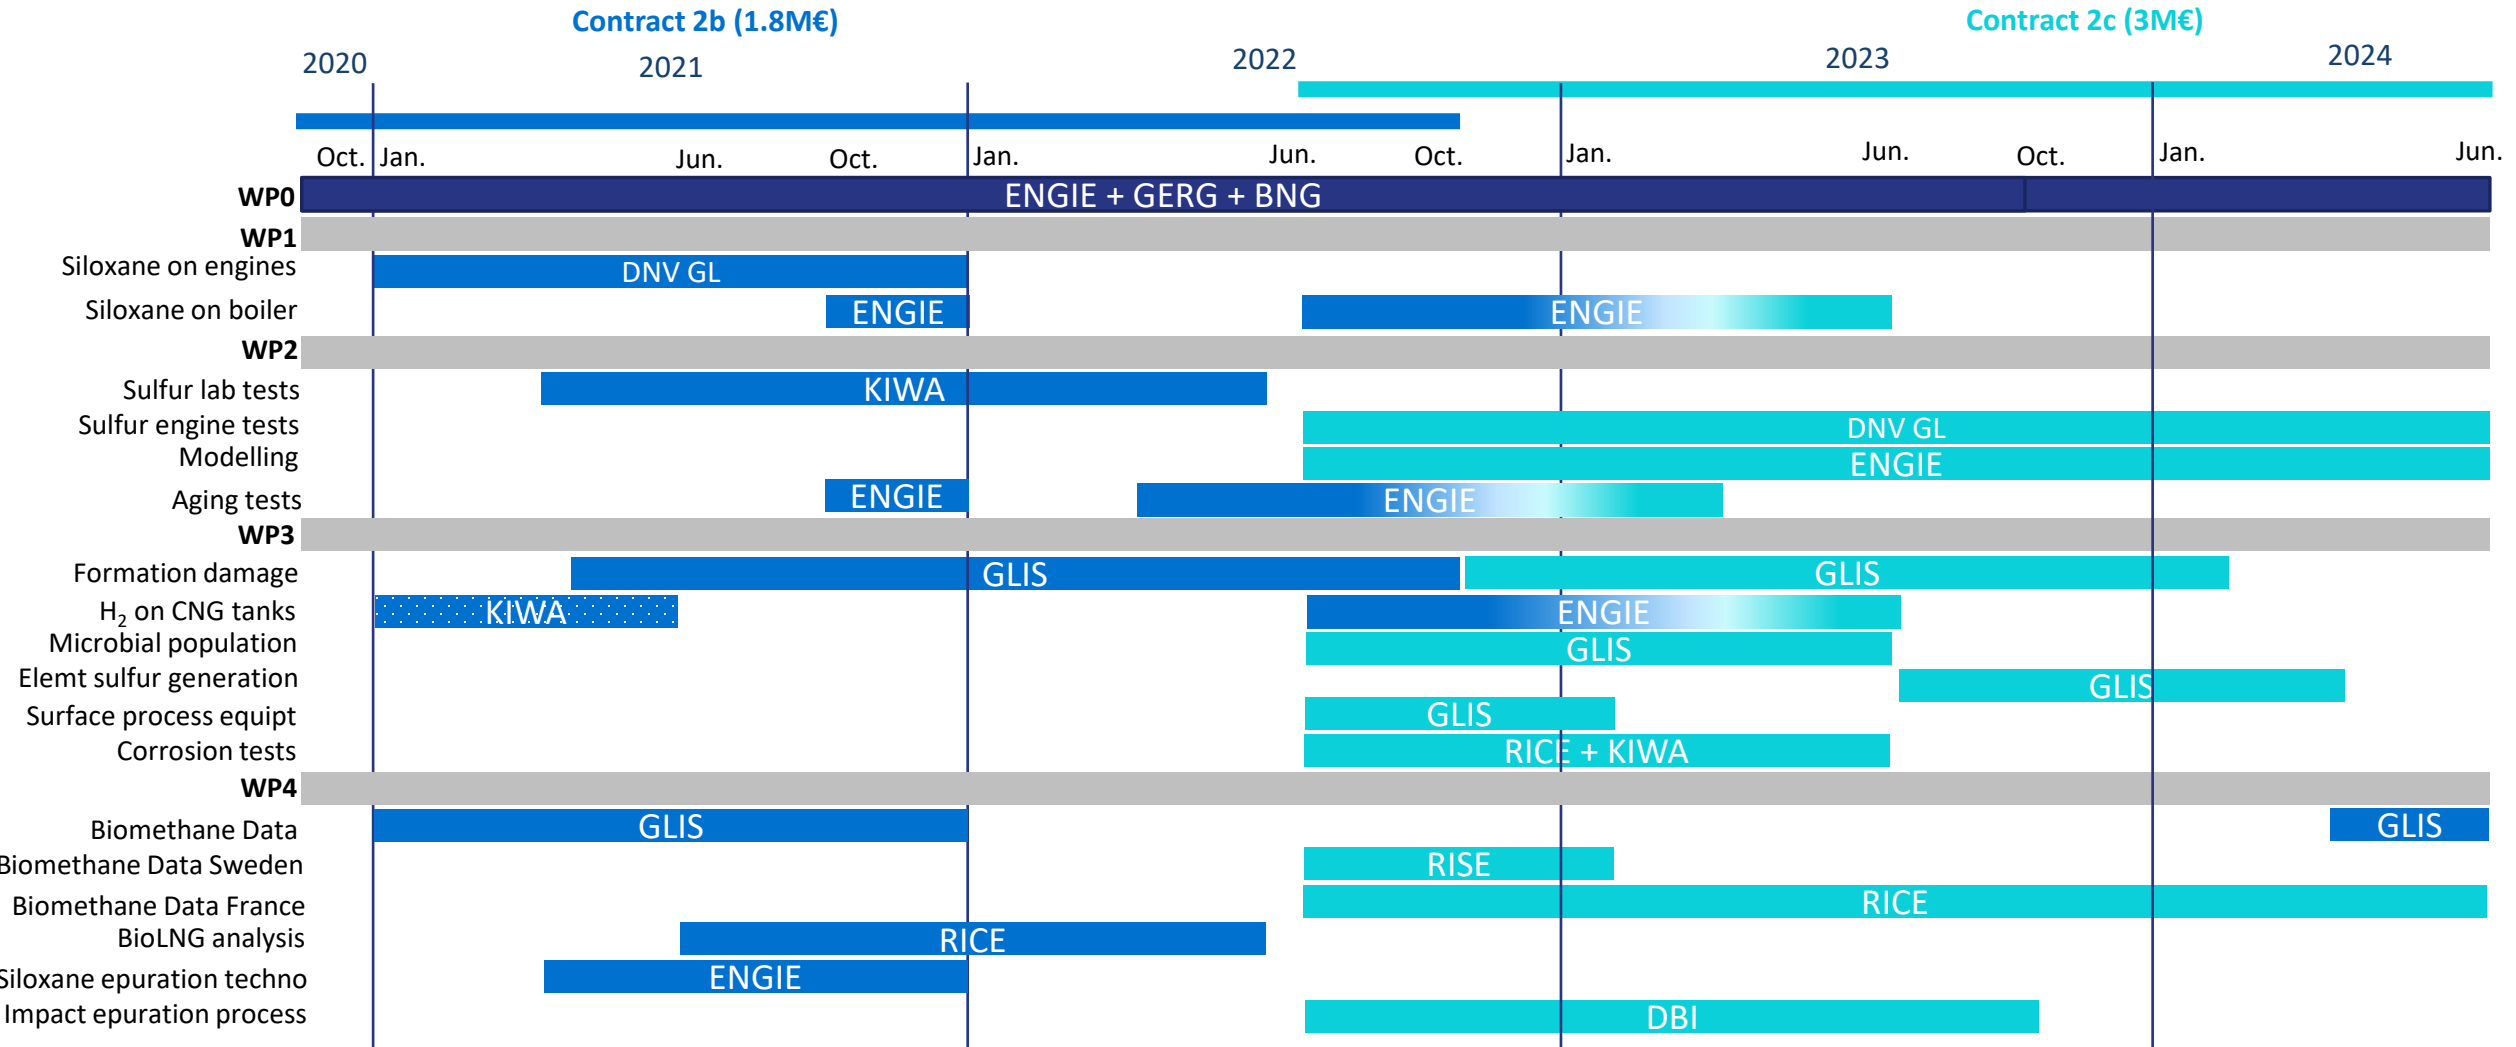 Contract 2b (1.8M€)
Contract 2c (3M€)
2020
2021
2022
2023
2024
Oct.
Jan.
Jun.
Oct.
Jan.
Jun.
Oct.
Jan.
Jun.
Oct.
Jan.
Jun.
WP0
ENGIE + GERG + BNG
WP1
Siloxane on engines
DNV GL
Siloxane on boiler
ENGIE
ENGIE
WP2
Sulfur lab tests
KIWA
Sulfur engine tests
DNV GL
Modelling
ENGIE
Aging tests
ENGIE
ENGIE
WP3
Formation damage
GLIS
GLIS
H₂ on CNG tanks
KIWA
ENGIE
Microbial population
GLIS
Elemt sulfur generation
GLIS
Surface process equipt
GLIS
Corrosion tests
RICE + KIWA
WP4
Biomethane Data
GLIS
GLIS
Biomethane Data Sweden
RISE
Biomethane Data France
RICE
BioLNG analysis
RICE
Siloxane epuration techno
ENGIE
Impact epuration process
DBI